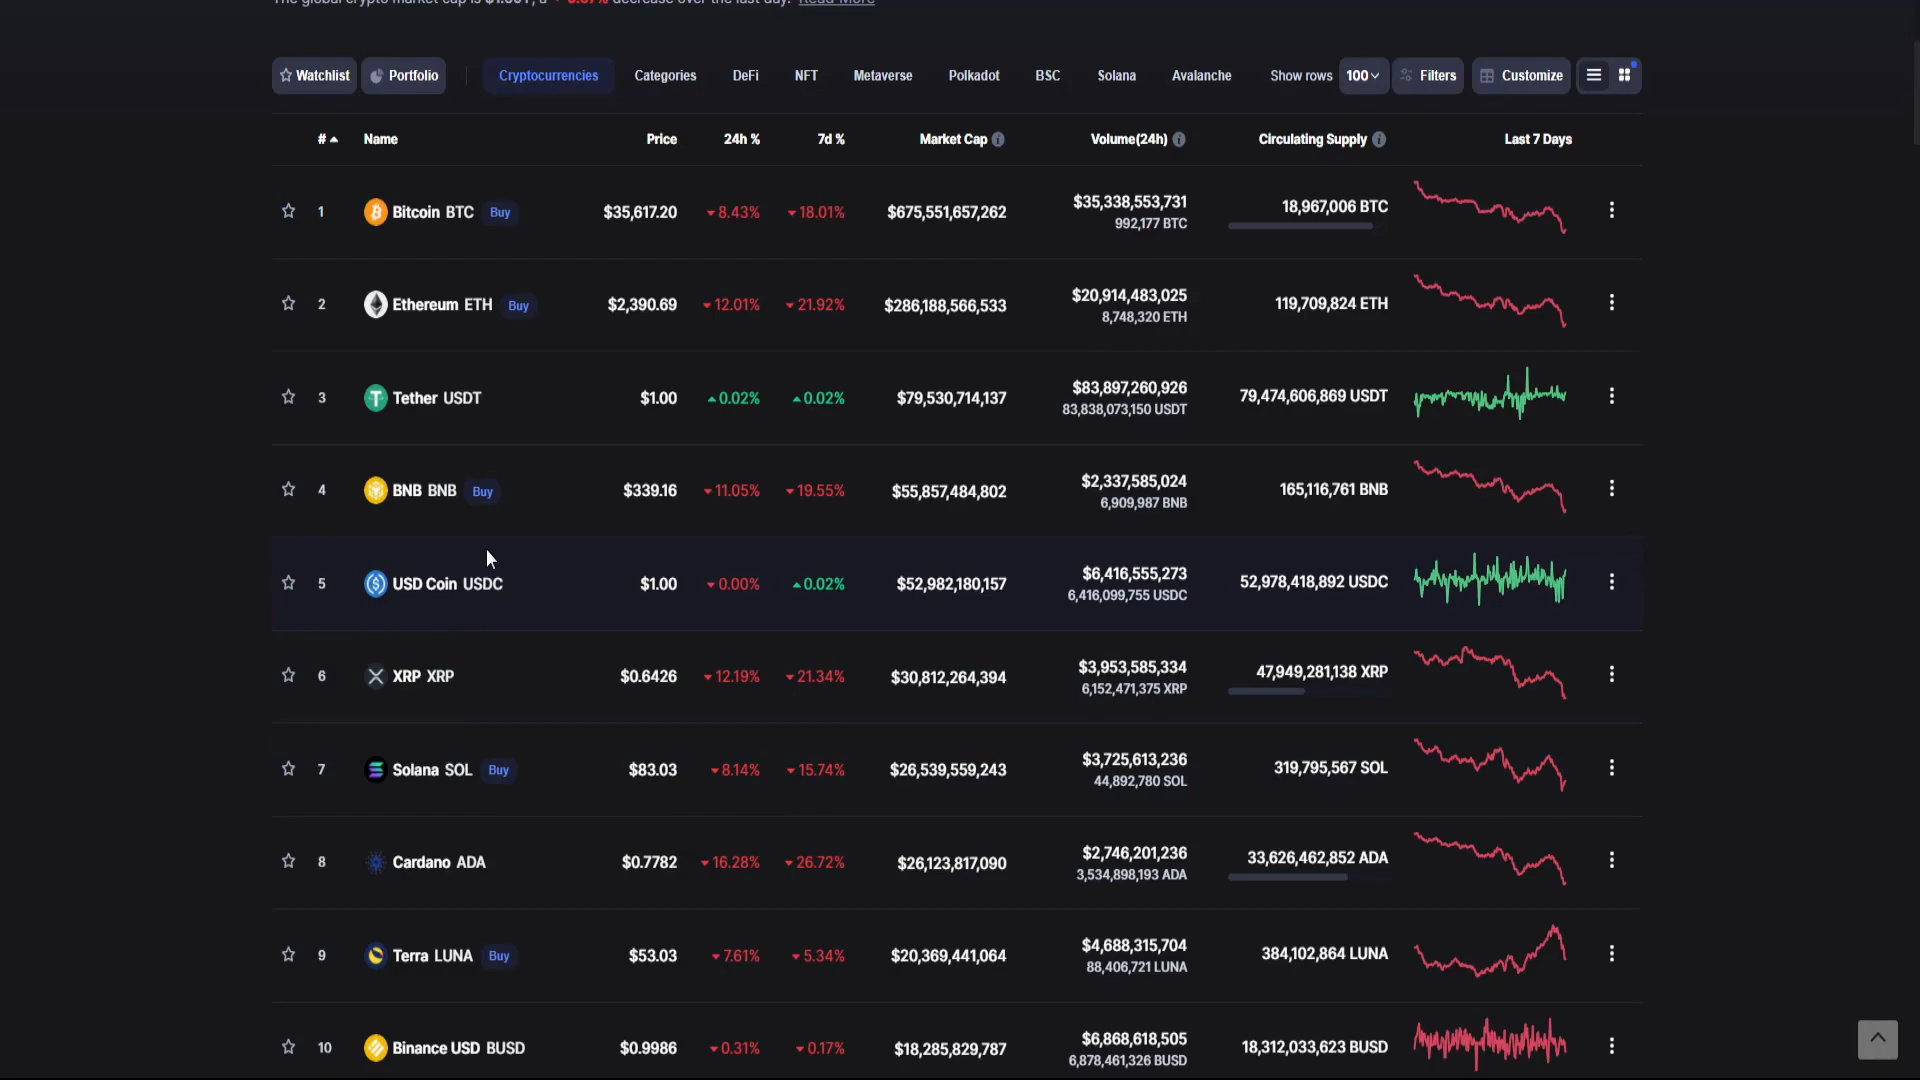 The global crypto market cap is $1.66T, a
decrease over the last day. Read More
Watchlist Portfolio Cryptocurrencies Categories DeFi NFT Metaverse Polkadot BSC Solana Avalanche Show rows 100 Filters Customize
# Name Price 24h % 7d % Market Cap Volume(24h) Circulating Supply Last 7 Days
1 Bitcoin BTC Buy $35,617.20 8.43% 18.01% $675,551,657,262 $35,338,553,731 18,967,006 BTC
992,177 BTC
2 Ethereum ETH Buy $2,390.69 12.01% 21.92% $286,188,566,533 $20,914,483,025 119,709,824 ETH
8,748,320 ETH
3 Tether USDT $1.00 0.02% 0.02% $79,530,714,137 $83,897,260,926 79,474,606,869 USDT
83,838,073,150 USDT
4 BNB BNB Buy $339.16 11.05% 19.55% $55,857,484,802 $2,337,585,024 165,116,761 BNB
6,909,987 BNB
5 USD Coin USDC $1.00 0.00% 0.02% $52,982,180,157 $6,416,555,273 52,978,418,892 USDC
6,416,099,755 USDC
6 XRP XRP $0.6426 12.19% 21.34% $30,812,264,394 $3,953,585,334 47,949,281,138 XRP
6,152,471,375 XRP
7 Solana SOL Buy $83.03 8.14% 15.74% $26,539,559,243 $3,725,613,236 319,795,567 SOL
44,892,780 SOL
8 Cardano ADA $0.7782 16.28% 26.72% $26,123,817,090 $2,746,201,236 33,626,462,852 ADA
3,534,898,193 ADA
9 Terra LUNA Buy $53.03 7.61% 5.34% $20,369,441,064 $4,688,315,704 384,102,864 LUNA
88,406,721 LUNA
10 Binance USD BUSD $0.9986 0.31% 0.17% $18,285,829,787 $6,868,618,505 18,312,033,623 BUSD
6,878,461,326 BUSD